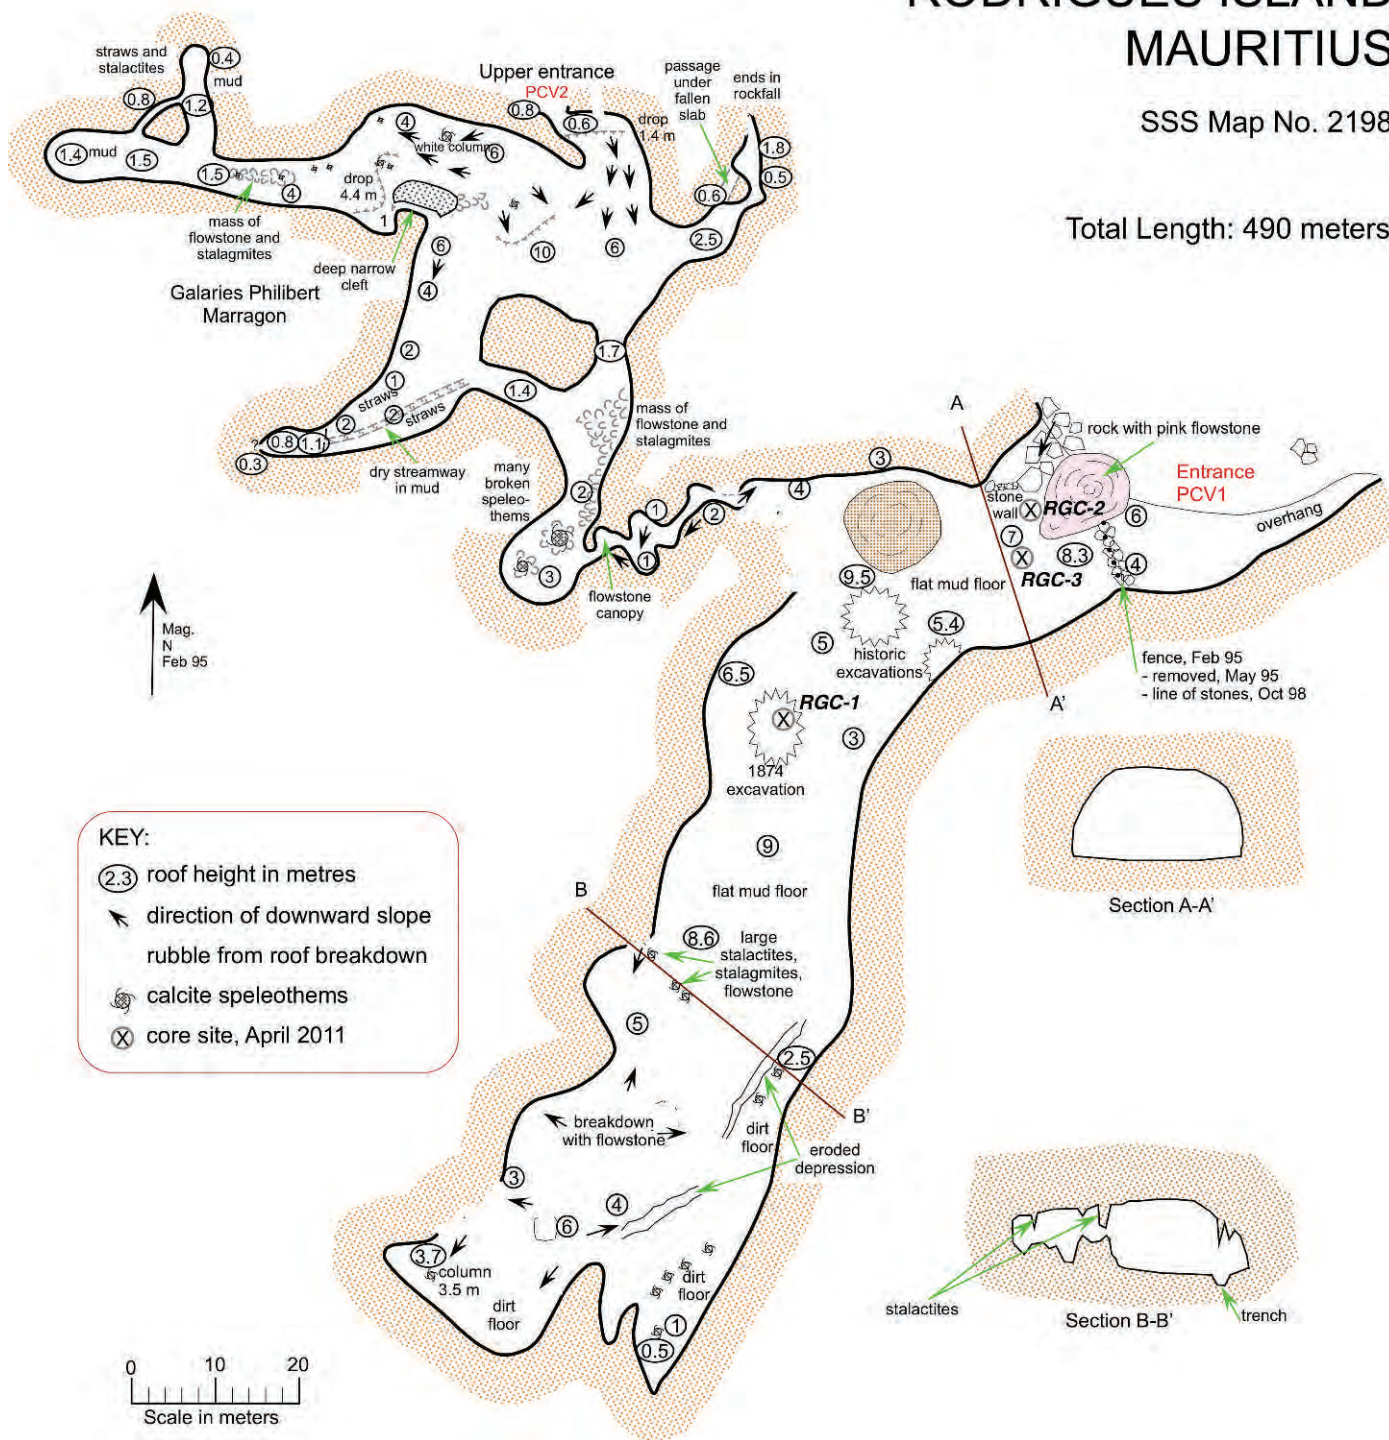 RODRIGUES ISLAND
MAURITIUS
SSS Map No. 2198
Total Length: 490 meters
straws and
stalactites
0.4
mud
0.8
1.2
1.4
mud
1.5
1.5
4
mass of
flowstone and
stalagmites
Galaries Philibert
Marragon
4
white column
6
drop
4.4 m
1
deep narrow
cleft
6
4
Upper entrance
PCV2
0.8
0.6
drop
1.4 m
passage
under
fallen
slab
ends in
rockfall
1.8
0.5
0.6
2.5
10
6
1.7
2
1
straws
2
2
straws
1.4
?
0.8
1.1
0.3
dry streamway
in mud
mass of
flowstone and
stalagmites
many
broken
speleo-
thems
2
3
flowstone
canopy
1
1
2
4
3
A
rock with pink flowstone
Entrance
PCV1
stone
wall
X
RGC-2
6
overhang
7
8.3
X
RGC-3
4
9.5
flat mud floor
5.4
5
historic
excavations
fence, Feb 95
- removed, May 95
- line of stones, Oct 98
A'
6.5
RGC-1
X
3
1874
excavation
9
flat mud floor
Mag.
N
Feb 95
KEY:
2.3 roof height in metres
direction of downward slope
rubble from roof breakdown
calcite speleothems
X core site, April 2011
Section A-A'
B
8.6
large
stalactites,
stalagmites,
flowstone
5
2.5
B'
breakdown
with flowstone
dirt
floor
eroded
depression
3
4
6
3.7
column
3.5 m
dirt
floor
dirt
floor
1
0.5
stalactites
Section B-B'
trench
0 10 20
Scale in meters